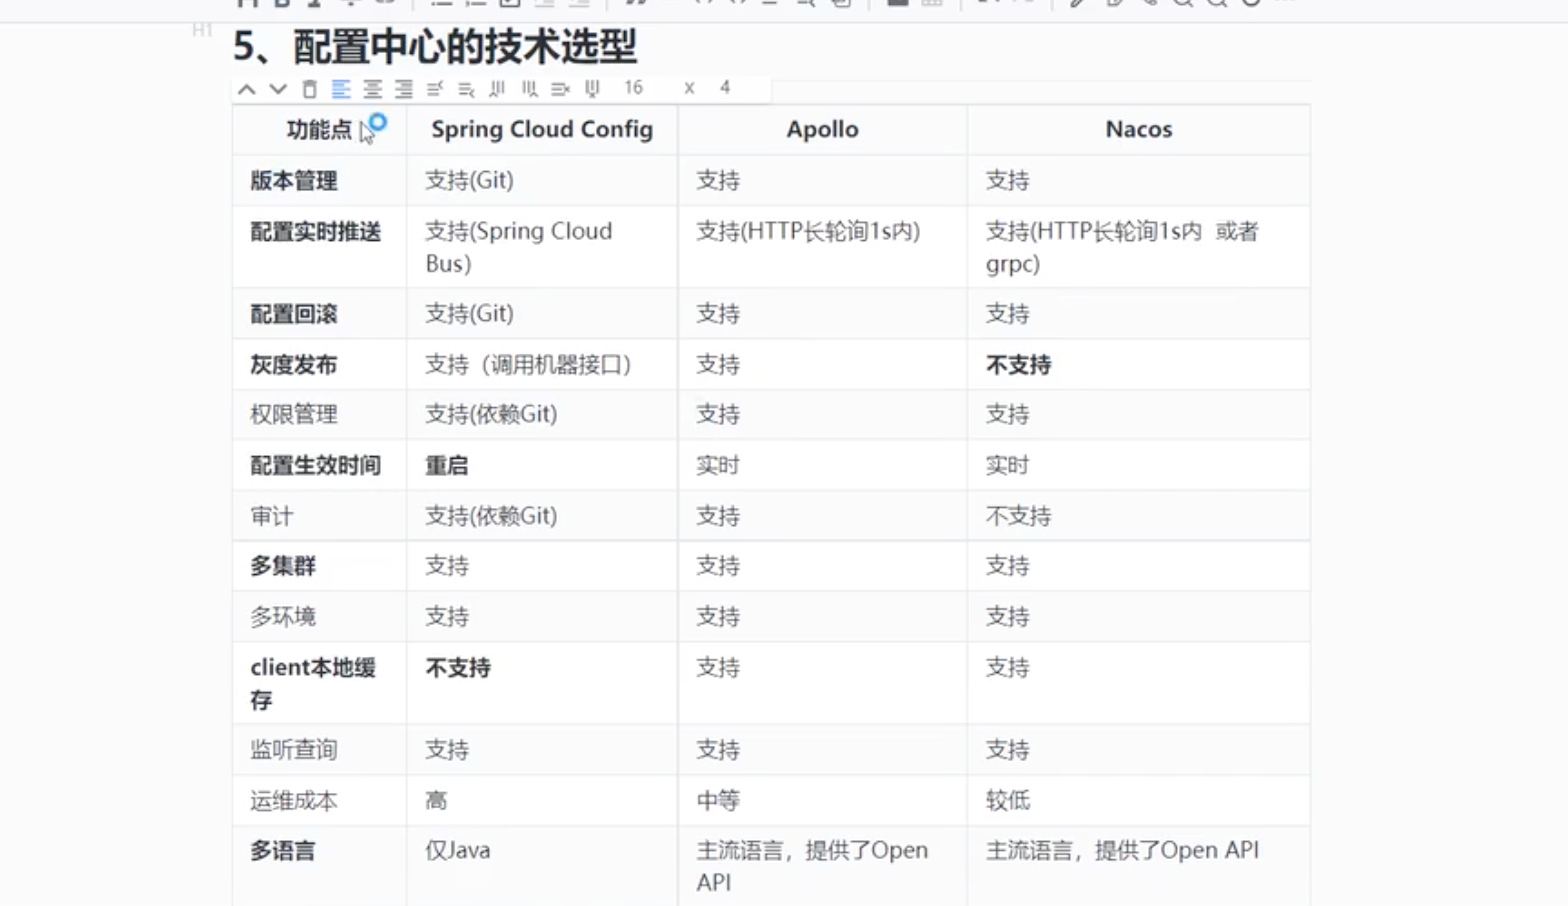 H1
5、配置中心的技术选型
16 x 4
功能点 Spring Cloud Config Apollo Nacos
版本管理 支持(Git) 支持 支持
配置实时推送 支持(Spring Cloud Bus) 支持(HTTP长轮询1s内) 支持(HTTP长轮询1s内 或者 grpc)
配置回滚 支持(Git) 支持 支持
灰度发布 支持（调用机器接口） 支持 不支持
权限管理 支持(依赖Git) 支持 支持
配置生效时间 重启 实时 实时
审计 支持(依赖Git) 支持 不支持
多集群 支持 支持 支持
多环境 支持 支持 支持
client本地缓存 不支持 支持 支持
监听查询 支持 支持 支持
运维成本 高 中等 较低
多语言 仅Java 主流语言，提供了Open API 主流语言，提供了Open API